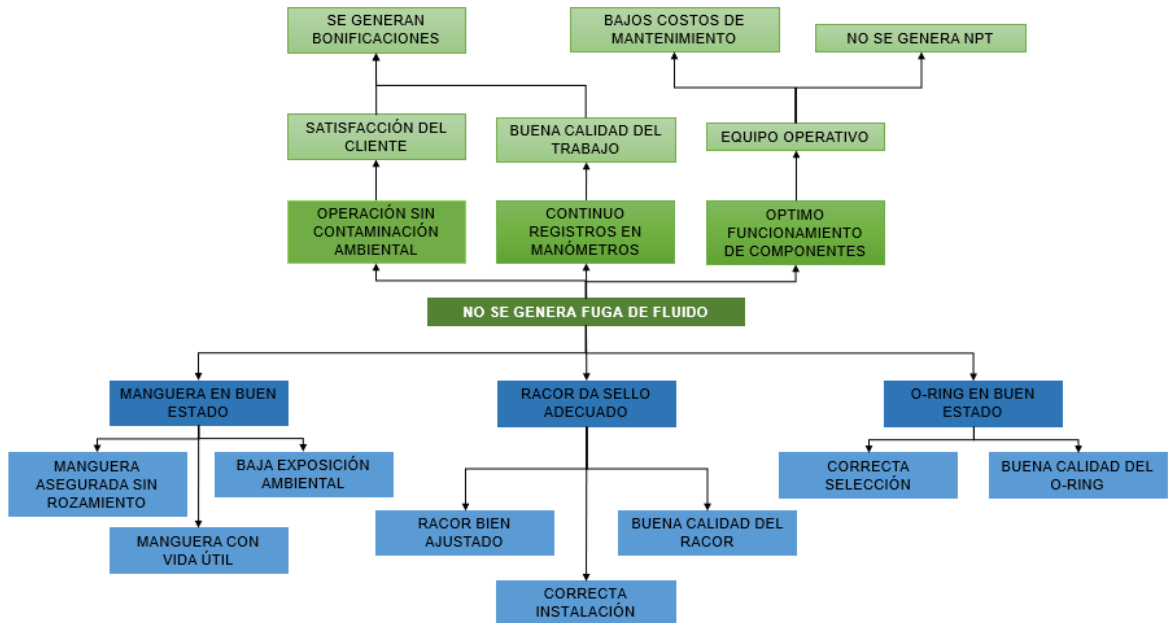 SE GENERAN
BONIFICACIONES
BAJOS COSTOS DE
MANTENIMIENTO
NO SE GENERA NPT
SATISFACCIÓN DEL
CLIENTE
BUENA CALIDAD DEL
TRABAJO
EQUIPO OPERATIVO
OPERACIÓN SIN
CONTAMINACIÓN
AMBIENTAL
CONTINUO
REGISTROS EN
MANÓMETROS
OPTIMO
FUNCIONAMIENTO
DE COMPONENTES
NO SE GENERA FUGA DE FLUIDO
MANGUERA EN BUEN
ESTADO
RACOR DA SELLO
ADECUADO
O-RING EN BUEN
ESTADO
MANGUERA
ASEGURADA SIN
ROZAMIENTO
BAJA EXPOSICIÓN
AMBIENTAL
CORRECTA
SELECCIÓN
BUENA CALIDAD DEL
O-RING
MANGUERA CON
VIDA ÚTIL
RACOR BIEN
AJUSTADO
BUENA CALIDAD DEL
RACOR
CORRECTA
INSTALACIÓN